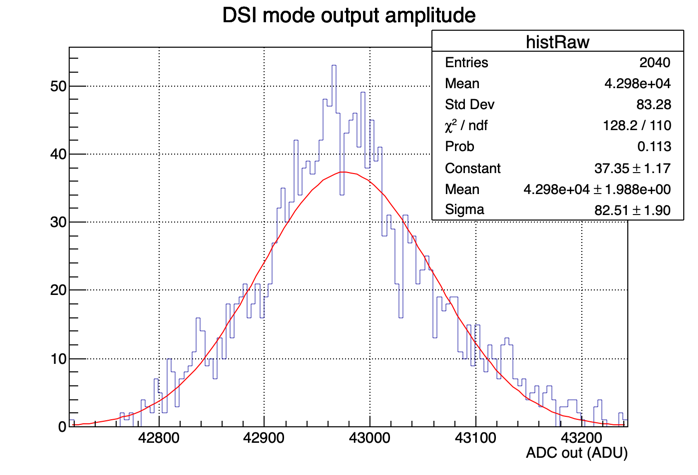 DSI mode output amplitude
histRaw
Entries 2040
Mean 4.298e+04
Std Dev 83.28
χ² / ndf 128.2 / 110
Prob 0.113
Constant 37.35 ± 1.17
Mean 4.298e+04 ± 1.988e+00
Sigma 82.51 ± 1.90
50
40
30
20
10
0
42800 42900 43000 43100 43200
ADC out (ADU)